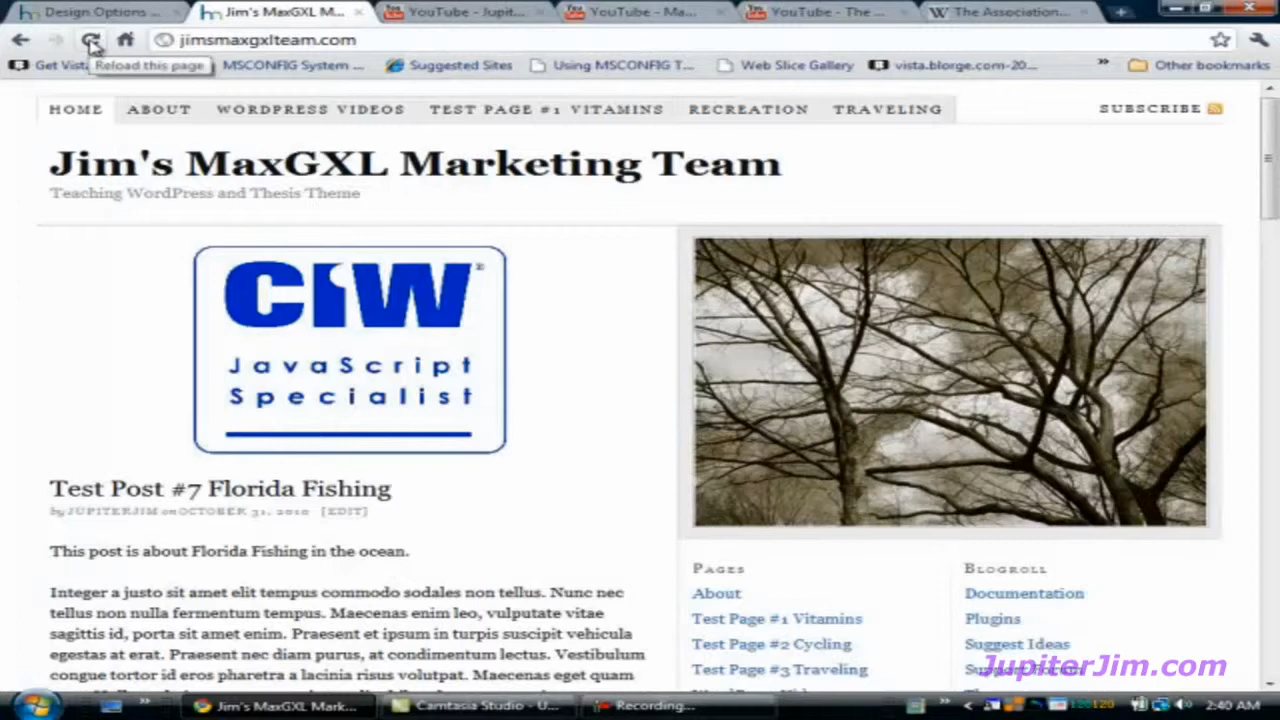 Design Options ...
Jim's MaxGXL M...
YouTube - Jupit...
YouTube - Ma...
YouTube - The ...
W The Association...
jimsmaxgxlteam.com
Get Vist
Reload this page
MSCONFIG System ...
Suggested Sites
Using MSCONFIG T...
Web Slice Gallery
vista.blorge.com-20...
»
Other bookmarks
HOME ABOUT WORDPRESS VIDEOS TEST PAGE #1 VITAMINS RECREATION TRAVELING
SUBSCRIBE
Jim's MaxGXL Marketing Team
Teaching WordPress and Thesis Theme
CIW®
JavaScript
Specialist
Test Post #7 Florida Fishing
by JUPITERJIM on OCTOBER 31, 2010 [EDIT]
This post is about Florida Fishing in the ocean.
Integer a justo sit amet elit tempus commodo sodales non tellus. Nunc nec
tellus non nulla fermentum tempus. Maecenas enim leo, vulputate vitae
sagittis id, porta sit amet enim. Praesent et ipsum in turpis suscipit vehicula
egestas at erat. Praesent nec diam purus, at condimentum lectus. Vestibulum
congue tortor id eros pharetra a lacinia risus volutpat. Maecenas eget quam
PAGES
About
Test Page #1 Vitamins
Test Page #2 Cycling
Test Page #3 Traveling
BLOGROLL
Documentation
Plugins
Suggest Ideas
JupiterJim.com
Jim's MaxGXL Mark...
Camtasia Studio - U...
Recording...
2:40 AM